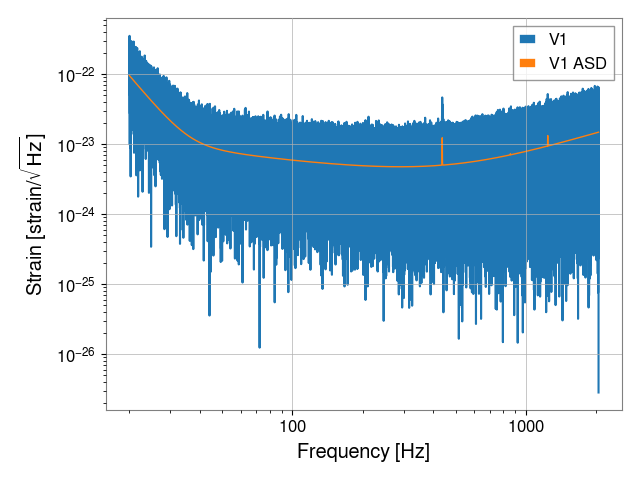 V1
V1 ASD
10⁻²²
10⁻²³
10⁻²⁴
10⁻²⁵
10⁻²⁶
Strain [strain/√Hz]
100
1000
Frequency [Hz]